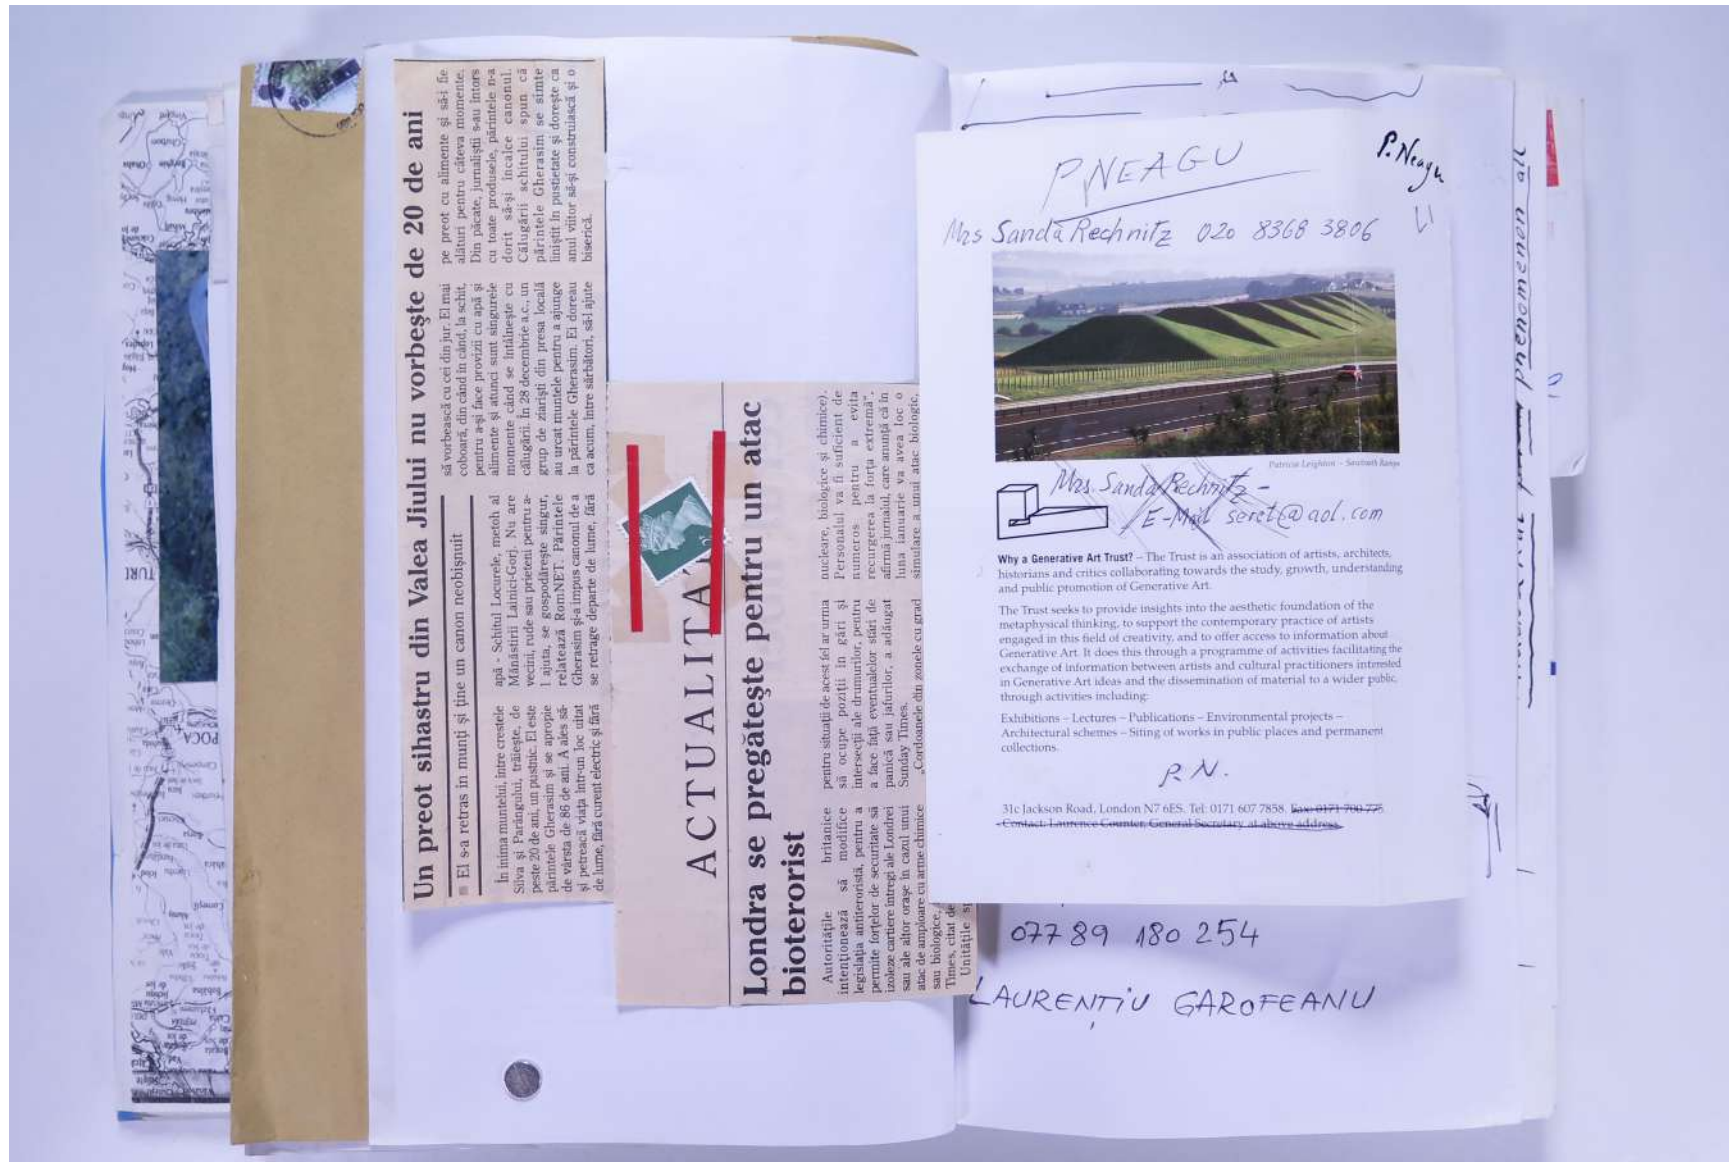 Un preot sihastru din Valea Jiului nu vorbește de 20 de ani
El s-a retras în munți și ține un canon neobișnuit
În inima muntelui, între crestele
Silva și Parângului, trăiește, de
peste 20 de ani, un pustnic. El este
părintele Gherasim și se apropie
de vârsta de 86 de ani. A ales să-
și petreacă viața într-un loc uitat
de lume, fără curent electric și fără
apă - Schitul Locurele, metoh al
Mănăstirii Lainici-Gorj. Nu are
vecini, rude sau prieteni pentru a-
l ajuta, se gospodărește singur,
relatează RomNET. Părintele
Gherasim și-a impus canonul de a
se retrage departe de lume, fără
să vorbească cu cei din jur. El mai
coboară, din când în când, la schit,
pentru a-și face provizii cu apă și
alimente și atunci sunt singurele
momente când se întâlnește cu
călugării. În 28 decembrie a.c., un
grup de ziariști din presa locală
au urcat muntele pentru a ajunge
la părintele Gherasim. Ei doreau
ca acum, între sărbători, să-l ajute
pe preot cu alimente și să-i fie
alături pentru câteva momente.
Din păcate, jurnaliștii s-au întors
cu toate produsele, părintele n-a
dorit să-și încalce canonul.
Călugării schitului spun că
părintele Gherasim se simte
liniștit în pustietate și dorește ca
anul viitor să-și construiască și o
biserică.
ACTUALITAT
Londra se pregătește pentru un atac
bioterorist
Autoritățile britanice
intenționează să modifice
legislația antiteroristă, pentru a
permite forțelor de securitate să
izoleze cartiere întregi ale Londrei
sau ale altor orașe în cazul unui
atac de amploare cu arme chimice
sau biologice,
Times, citat de
Unitățile sp
pentru situații de acest fel ar urma
să ocupe poziții în gări și
intersecții ale drumurilor, pentru
a face față eventualelor stări de
panică sau jafurilor, a adăugat
Sunday Times.
„Cordoanele din zonele cu grad
nucleare, biologice și chimice).
Personalul va fi suficient de
numeros pentru a evita
recurgerea la forța extremă”,
afirmă jurnalul, care anunță că în
luna ianuarie va avea loc o
simulare a unui atac biologic,
P. NEAGU
P. Neagu
Mrs Sanda Rechnitz 020 8368 3806
Patricia Leighton – Sawtooth Ramps
Mrs. Sanda Rechnitz -
E-Mail seret@aol.com
Why a Generative Art Trust? – The Trust is an association of artists, architects,
historians and critics collaborating towards the study, growth, understanding
and public promotion of Generative Art.
The Trust seeks to provide insights into the aesthetic foundation of the
metaphysical thinking, to support the contemporary practice of artists
engaged in this field of creativity, and to offer access to information about
Generative Art. It does this through a programme of activities facilitating the
exchange of information between artists and cultural practitioners interested
in Generative Art ideas and the dissemination of material to a wider public,
through activities including:
Exhibitions – Lectures – Publications – Environmental projects –
Architectural schemes – Siting of works in public places and permanent
collections.
P.N.
31c Jackson Road, London N7 6ES. Tel: 0171 607 7858. Fax: 0171 700 775
Contact: Laurence Counter, General Secretary at above address
07789 180 254
LAURENȚIU GAROFEANU
phenomenon all
TURI
POCA